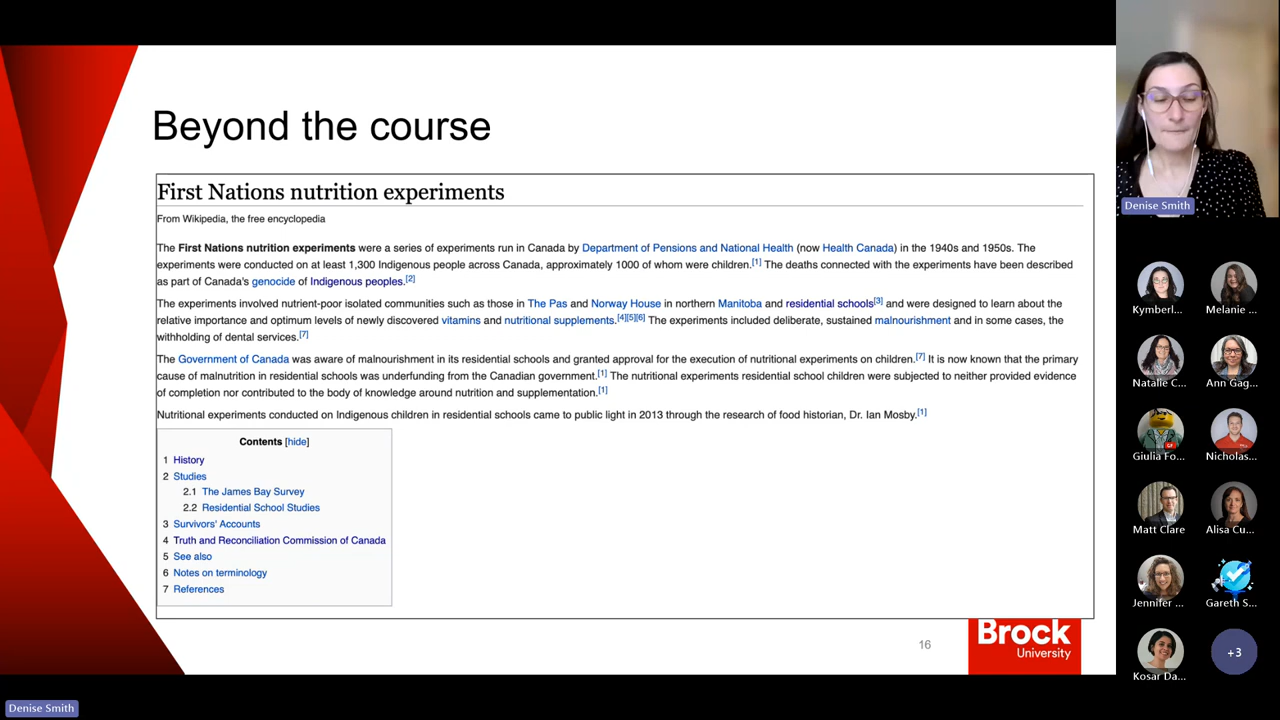 Beyond the course
First Nations nutrition experiments
From Wikipedia, the free encyclopedia
The First Nations nutrition experiments were a series of experiments run in Canada by Department of Pensions and National Health (now Health Canada) in the 1940s and 1950s. The
experiments were conducted on at least 1,300 Indigenous people across Canada, approximately 1000 of whom were children.[1] The deaths connected with the experiments have been described
as part of Canada's genocide of Indigenous peoples.[2]
The experiments involved nutrient-poor isolated communities such as those in The Pas and Norway House in northern Manitoba and residential schools[3] and were designed to learn about the
relative importance and optimum levels of newly discovered vitamins and nutritional supplements.[4][5][6] The experiments included deliberate, sustained malnourishment and in some cases, the
withholding of dental services.[7]
The Government of Canada was aware of malnourishment in its residential schools and granted approval for the execution of nutritional experiments on children.[7] It is now known that the primary
cause of malnutrition in residential schools was underfunding from the Canadian government.[1] The nutritional experiments residential school children were subjected to neither provided evidence
of completion nor contributed to the body of knowledge around nutrition and supplementation.[1]
Nutritional experiments conducted on Indigenous children in residential schools came to public light in 2013 through the research of food historian, Dr. Ian Mosby.[1]
Contents [hide]
1 History
2 Studies
2.1 The James Bay Survey
2.2 Residential School Studies
3 Survivors' Accounts
4 Truth and Reconciliation Commission of Canada
5 See also
6 Notes on terminology
7 References
16
Brock
University
Denise Smith
Kymberl...
Melanie ...
Natalie C...
Ann Gag...
Giulia Fo...
Nicholas...
Matt Clare
Alisa Cu...
Jennifer ...
Gareth S...
Kosar Da...
+3
Denise Smith